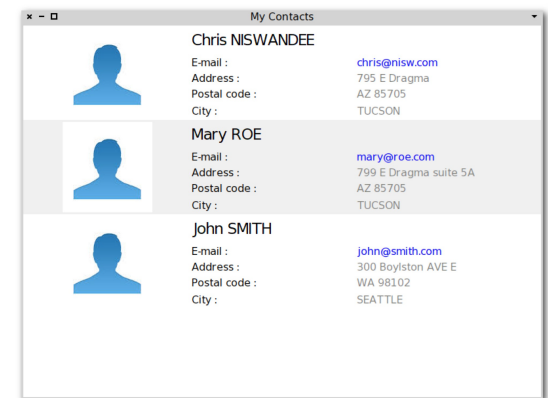 My Contacts
Chris NISWANDEE
E-mail : chris@nisw.com
Address : 795 E Dragma
Postal code : AZ 85705
City : TUCSON
Mary ROE
E-mail : mary@roe.com
Address : 799 E Dragma suite 5A
Postal code : AZ 85705
City : TUCSON
John SMITH
E-mail : john@smith.com
Address : 300 Boylston AVE E
Postal code : WA 98102
City : SEATTLE